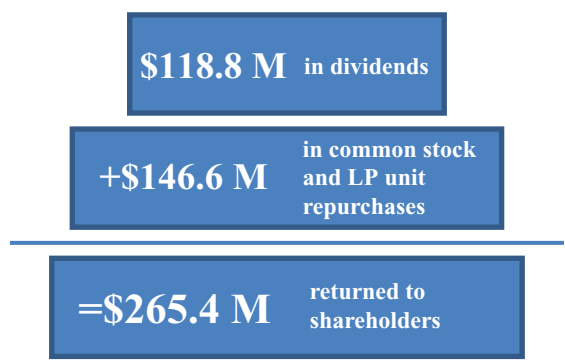 $118.8 M in dividends
+$146.6 M in common stock
and LP unit
repurchases
=$265.4 M returned to
shareholders